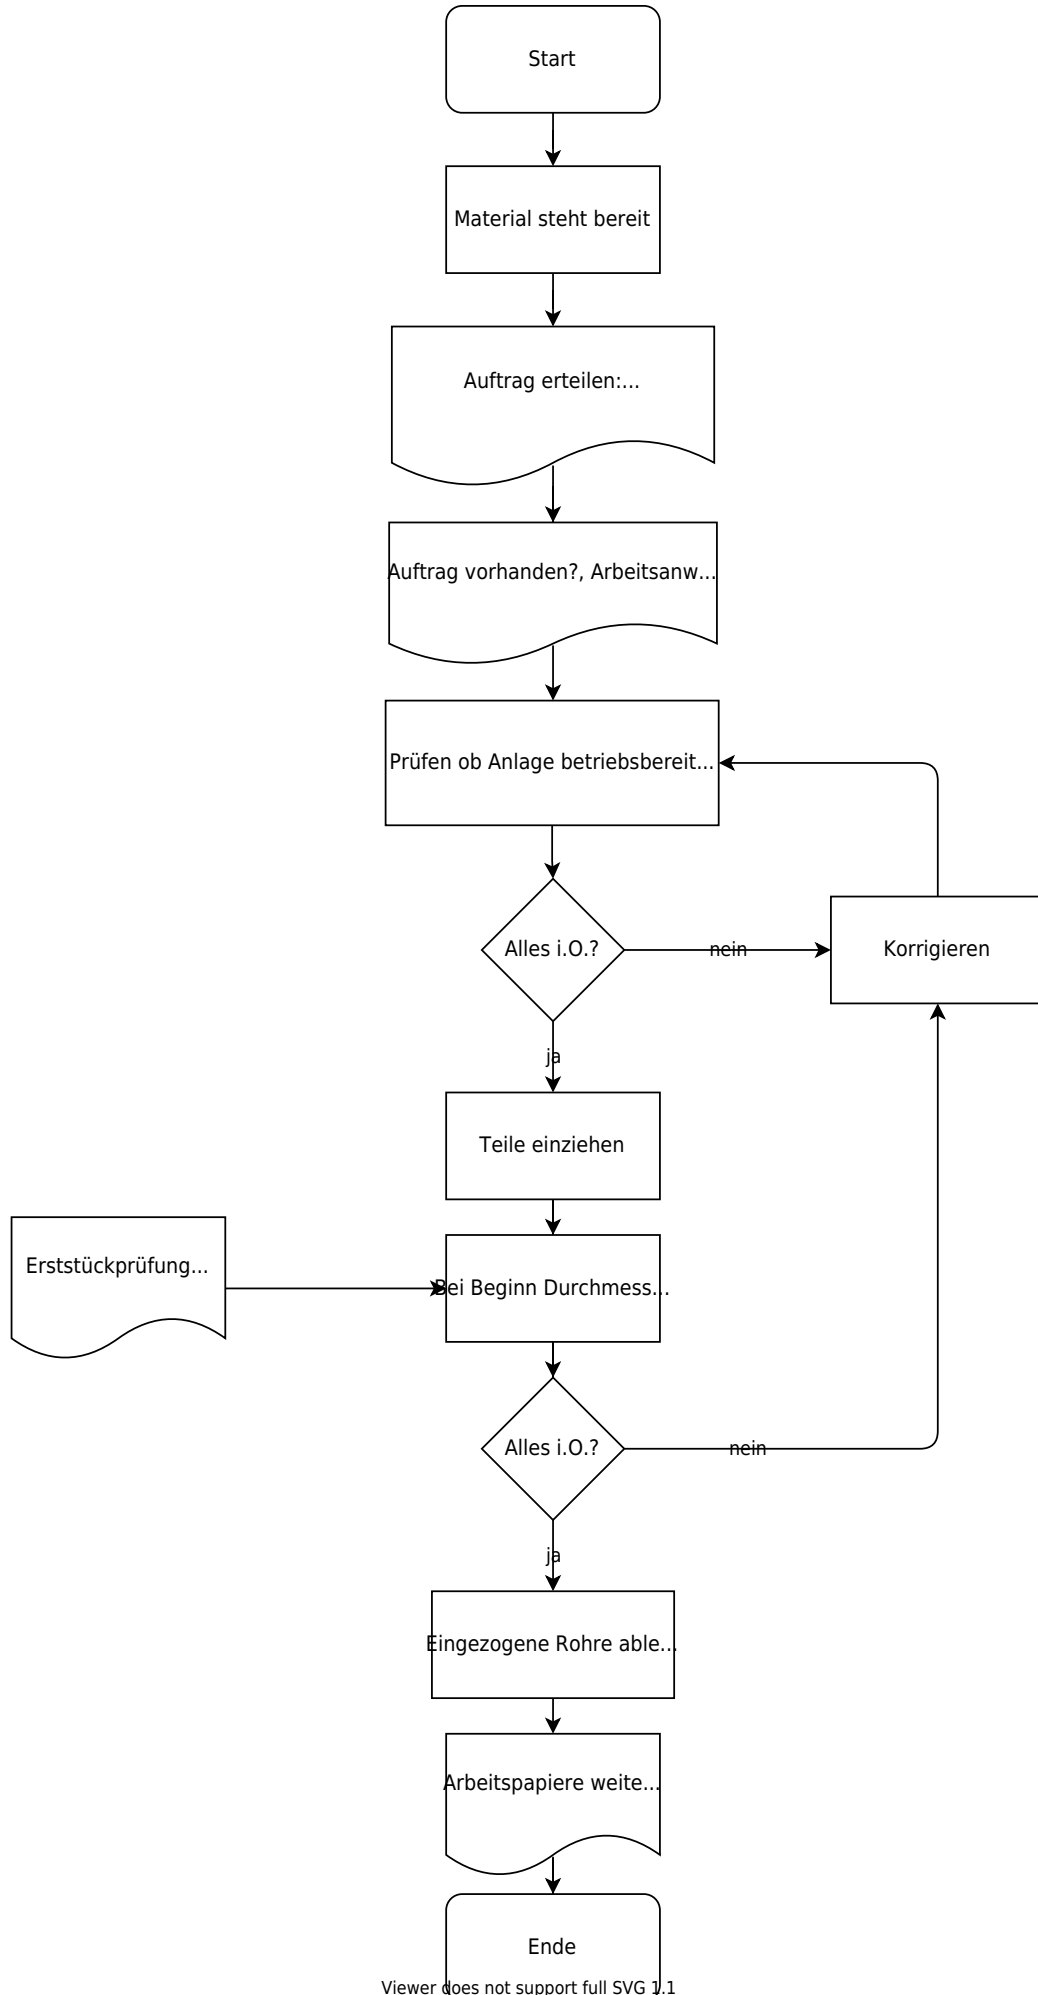 Start
Material steht bereit
Auftrag erteilen:...
Auftrag vorhanden?, Arbeitsanw...
Prüfen ob Anlage betriebsbereit...
Alles i.O.?
nein
Korrigieren
ja
Teile einziehen
Erststückprüfung...
Bei Beginn Durchmess...
Alles i.O.?
nein
ja
Eingezogene Rohre able...
Arbeitspapiere weite...
Ende
Viewer does not support full SVG 1.1